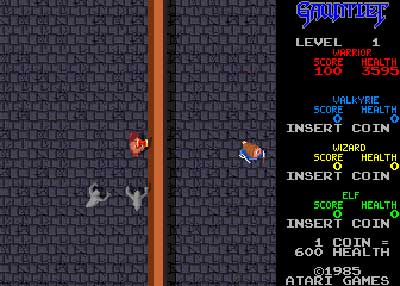 GAUNTLET
LEVEL 1
WARRIOR
SCORE HEALTH
100 3595
VALKYRIE
SCORE HEALTH
0 0
INSERT COIN
WIZARD
SCORE HEALTH
0 0
INSERT COIN
ELF
SCORE HEALTH
0 0
INSERT COIN
1 COIN =
600 HEALTH
©1985
ATARI GAMES